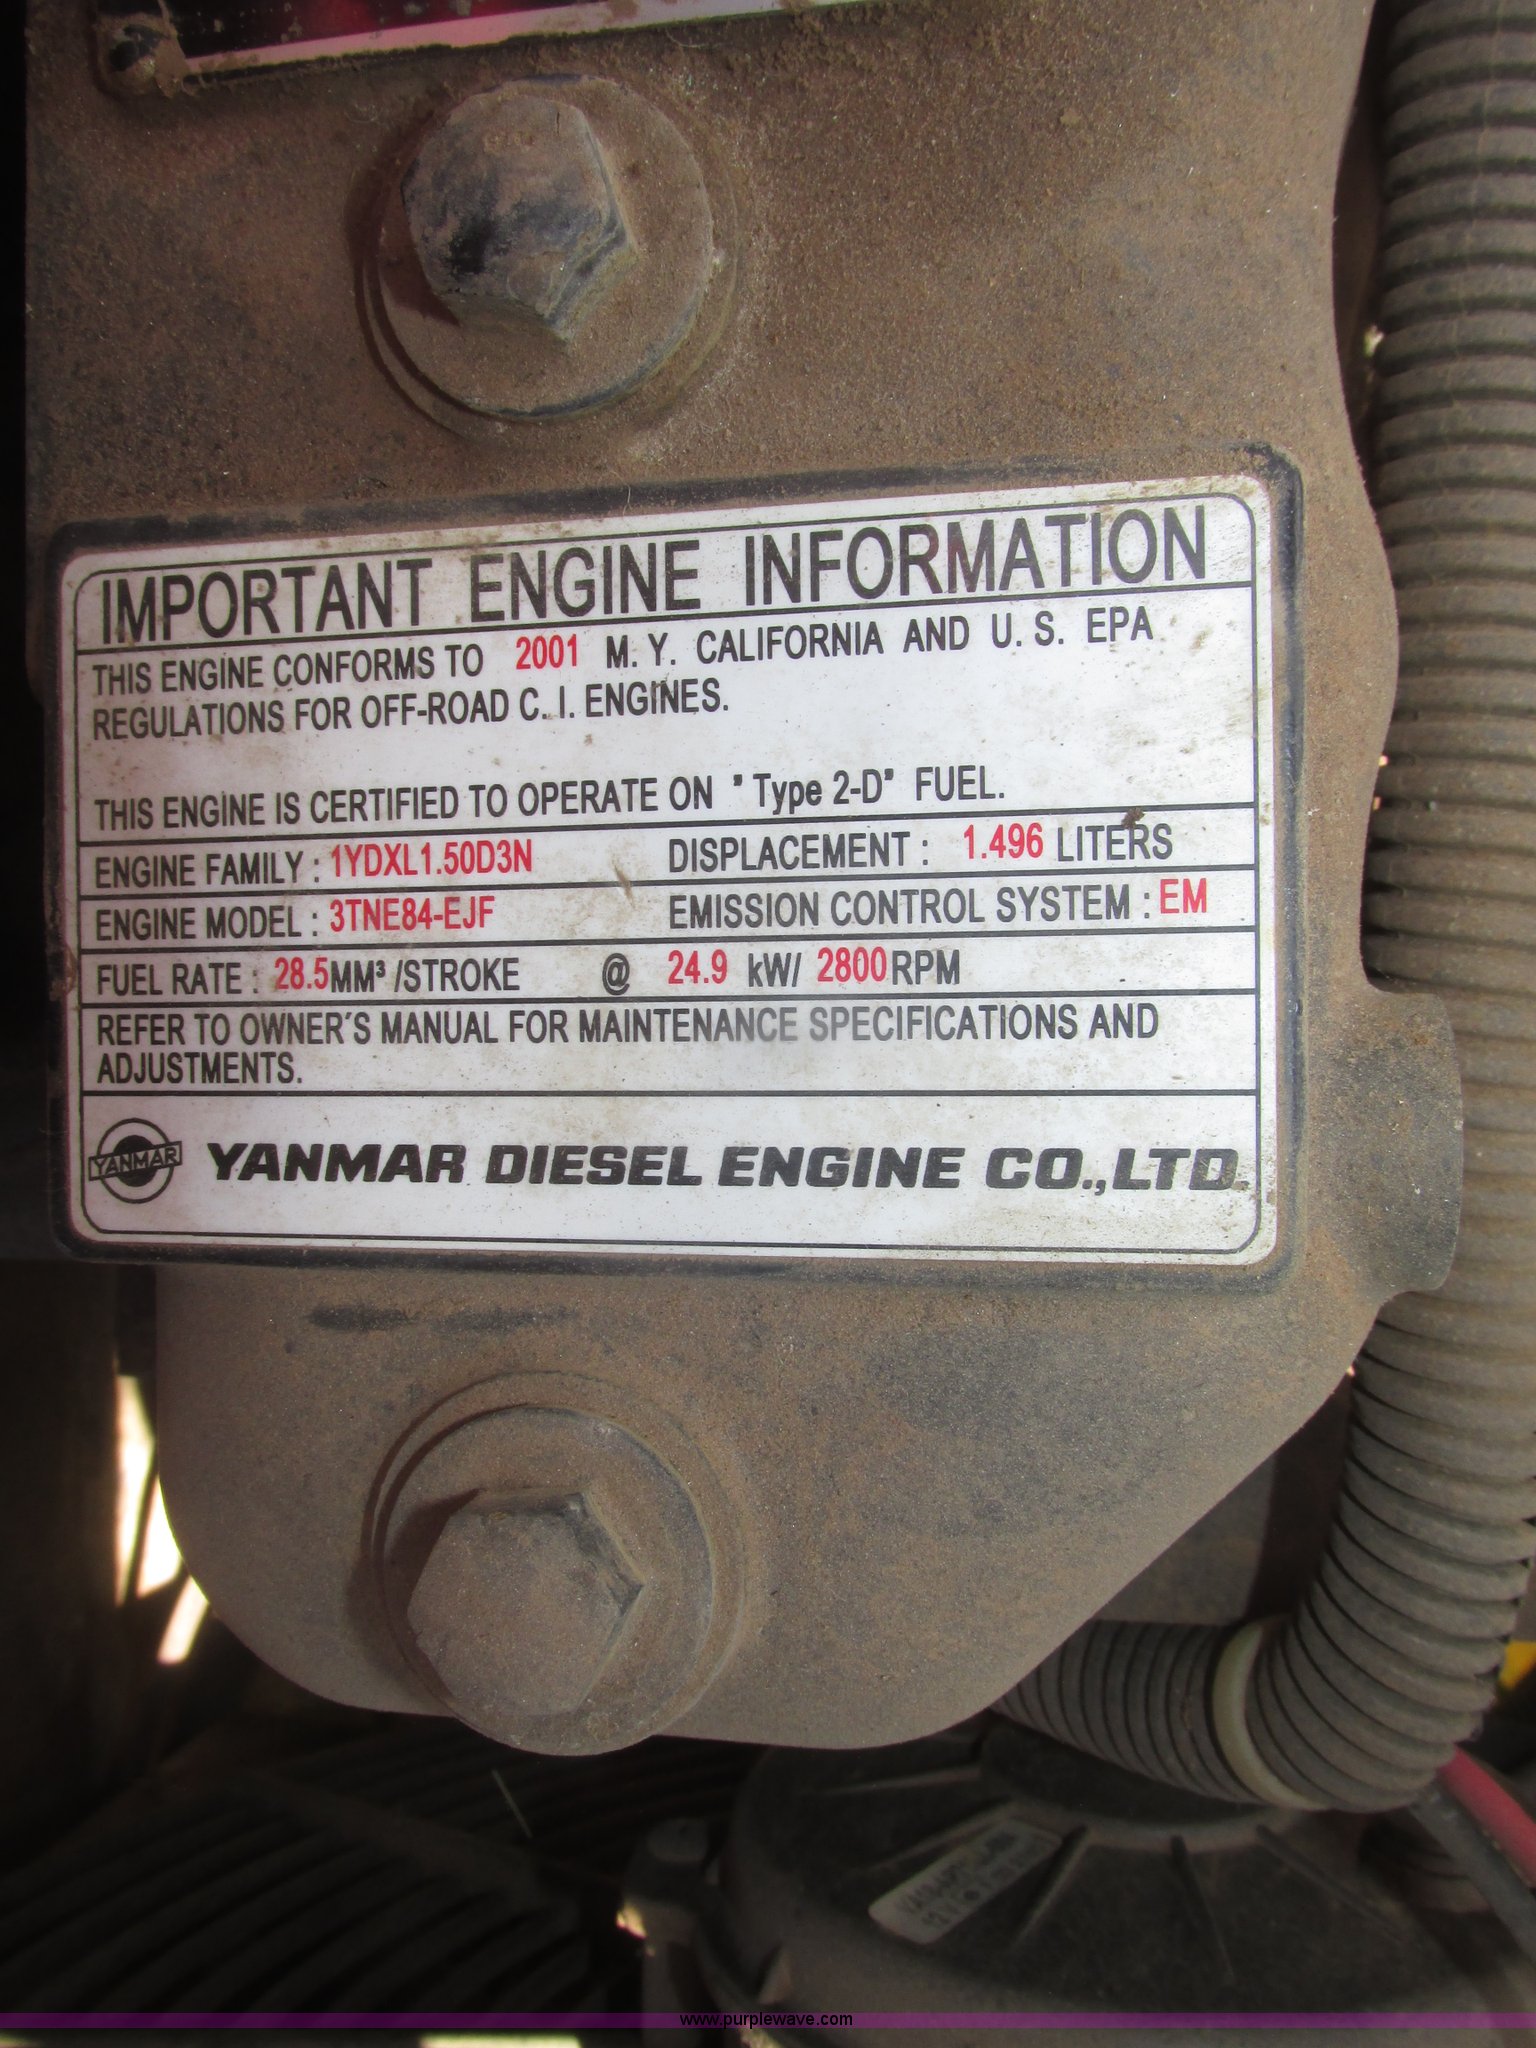 IMPORTANT ENGINE INFORMATION
THIS ENGINE CONFORMS TO 2001 M. Y. CALIFORNIA AND U. S. EPA
REGULATIONS FOR OFF-ROAD C. I. ENGINES.
THIS ENGINE IS CERTIFIED TO OPERATE ON "Type 2-D" FUEL.
ENGINE FAMILY : 1YDXL1.50D3N DISPLACEMENT : 1.496 LITERS
ENGINE MODEL : 3TNE84-EJF EMISSION CONTROL SYSTEM : EM
FUEL RATE : 28.5MM³ /STROKE @ 24.9 kW/ 2800RPM
REFER TO OWNER'S MANUAL FOR MAINTENANCE SPECIFICATIONS AND
ADJUSTMENTS.
YANMAR YANMAR DIESEL ENGINE CO.,LTD.
www.purplewave.com